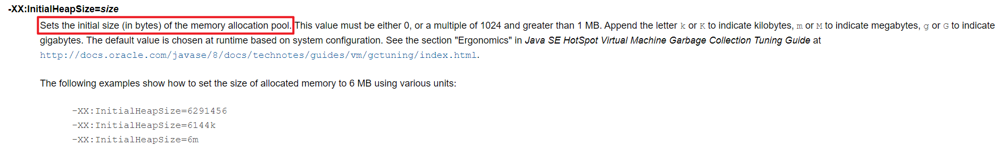 -XX:InitialHeapSize=size
Sets the initial size (in bytes) of the memory allocation pool. This value must be either 0, or a multiple of 1024 and greater than 1 MB. Append the letter k or K to indicate kilobytes, m or M to indicate megabytes, g or G to indicate
gigabytes. The default value is chosen at runtime based on system configuration. See the section "Ergonomics" in Java SE HotSpot Virtual Machine Garbage Collection Tuning Guide at
http://docs.oracle.com/javase/8/docs/technotes/guides/vm/gctuning/index.html.
The following examples show how to set the size of allocated memory to 6 MB using various units:
-XX:InitialHeapSize=6291456
-XX:InitialHeapSize=6144k
-XX:InitialHeapSize=6m